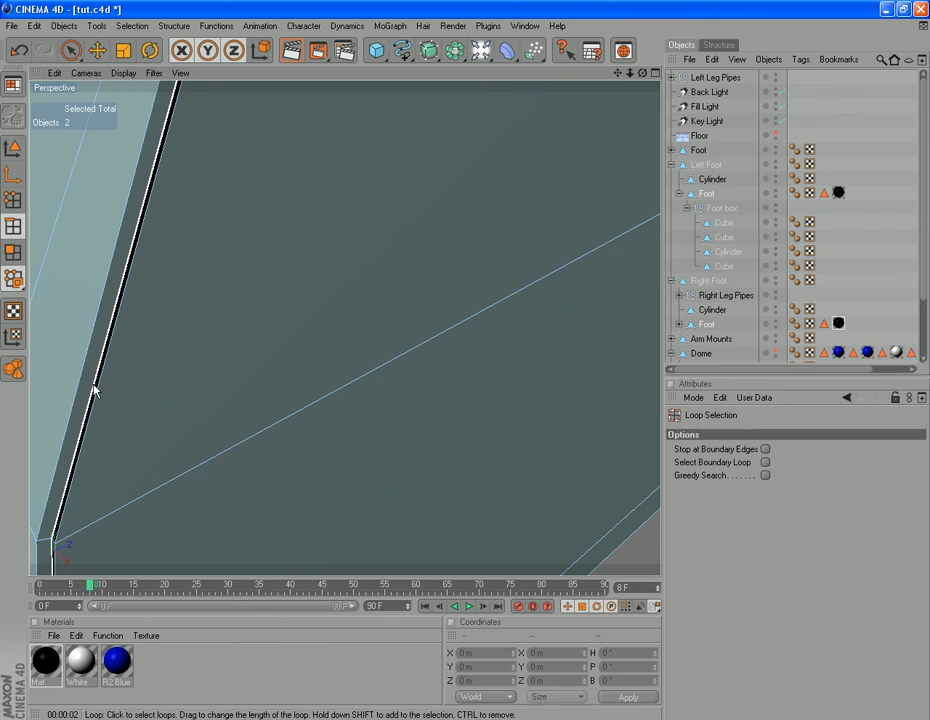 CINEMA 4D - [tut.c4d *]
File Edit Objects Tools Selection Structure Functions Animation Character Dynamics MoGraph Hair Render Plugins Window Help
X Y Z
Objects Structure
File Edit View Objects Tags Bookmarks
Edit Cameras Display Filter View
Perspective
Selected Total
Objects 2
Left Leg Pipes
Back Light
Fill Light
Key Light
Floor
Foot
Left Foot
Cylinder
Foot
Foot box
Cube
Cube
Cylinder
Cube
Right Foot
Right Leg Pipes
Cylinder
Foot
Arm Mounts
Dome
Attributes
Mode Edit User Data
Loop Selection
Options
Stop at Boundary Edges
Select Boundary Loop
Greedy Search
Z
X
0 5 10 15 20 25 30 35 40 45 50 55 60 65 70 75 80 85 90 8 F
0 F 0 F 90 F 90 F
Materials
File Edit Function Texture
Mat White R2 Blue
Coordinates
-- -- --
X 0 m X 0 m H 0 °
Y 0 m Y 0 m P 0 °
Z 0 m Z 0 m B 0 °
World Size Apply
MAXON CINEMA 4D
00:00:02 Loop: Click to select loops. Drag to change the length of the loop. Hold down SHIFT to add to the selection, CTRL to remove.